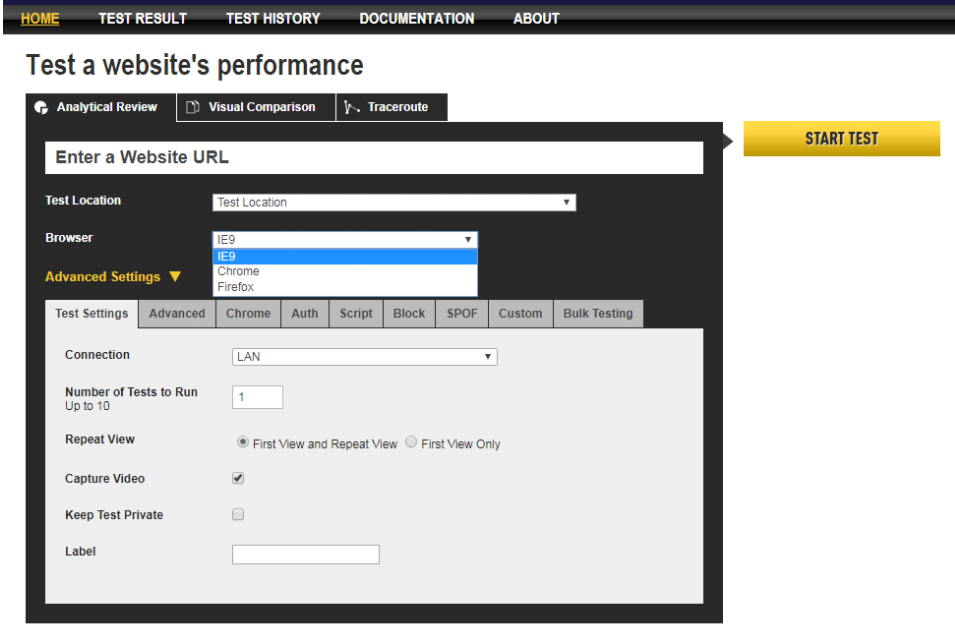 HOME TEST RESULT TEST HISTORY DOCUMENTATION ABOUT
Test a website's performance
Analytical Review Visual Comparison Traceroute
START TEST
Enter a Website URL
Test Location Test Location
Browser IE9
IE9
Chrome
Advanced Settings
Firefox
Test Settings Advanced Chrome Auth Script Block SPOF Custom Bulk Testing
Connection LAN
Number of Tests to Run
Up to 10
1
Repeat View First View and Repeat View First View Only
Capture Video
Keep Test Private
Label